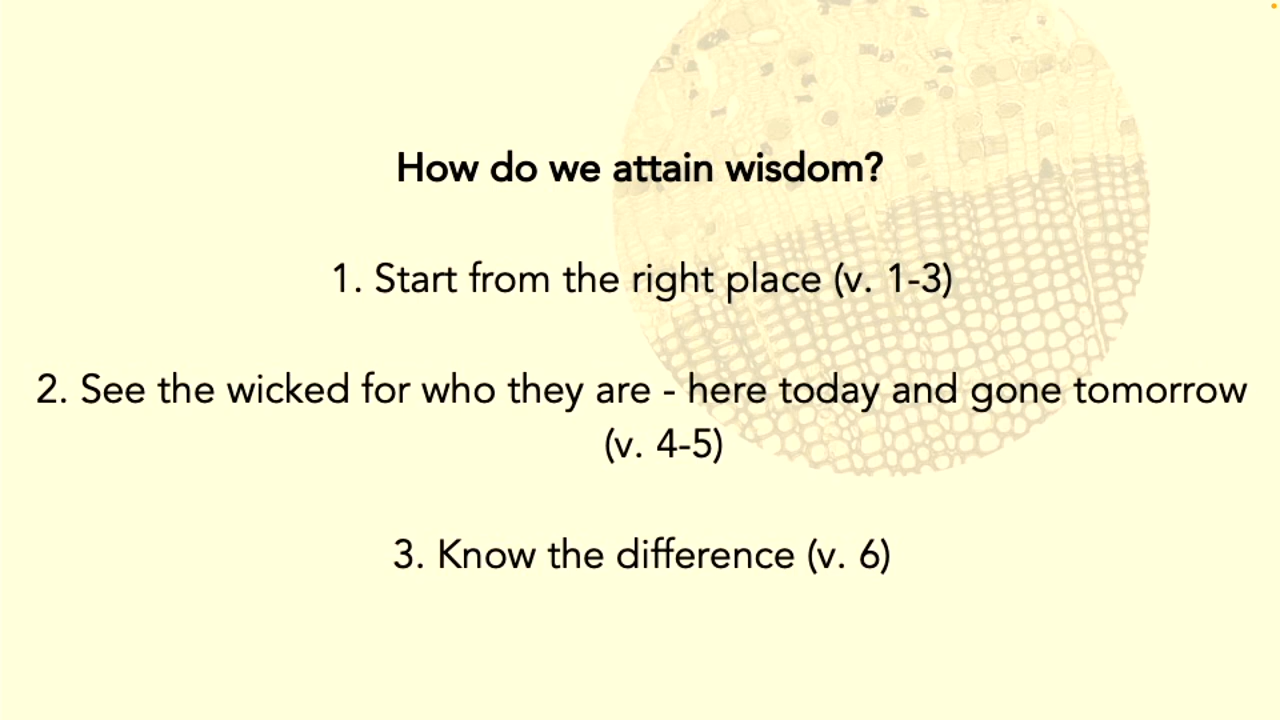 How do we attain wisdom?
1. Start from the right place (v. 1-3)
2. See the wicked for who they are - here today and gone tomorrow
(v. 4-5)
3. Know the difference (v. 6)